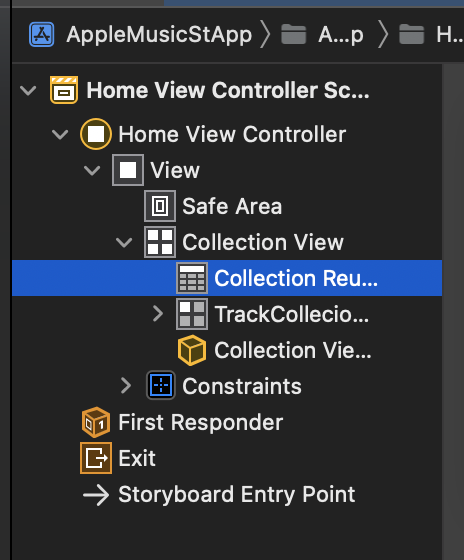 AppleMusicStApp A...p H...
Home View Controller Sc...
Home View Controller
View
Safe Area
Collection View
Collection Reu...
TrackCollecio...
Collection Vie...
Constraints
First Responder
Exit
Storyboard Entry Point